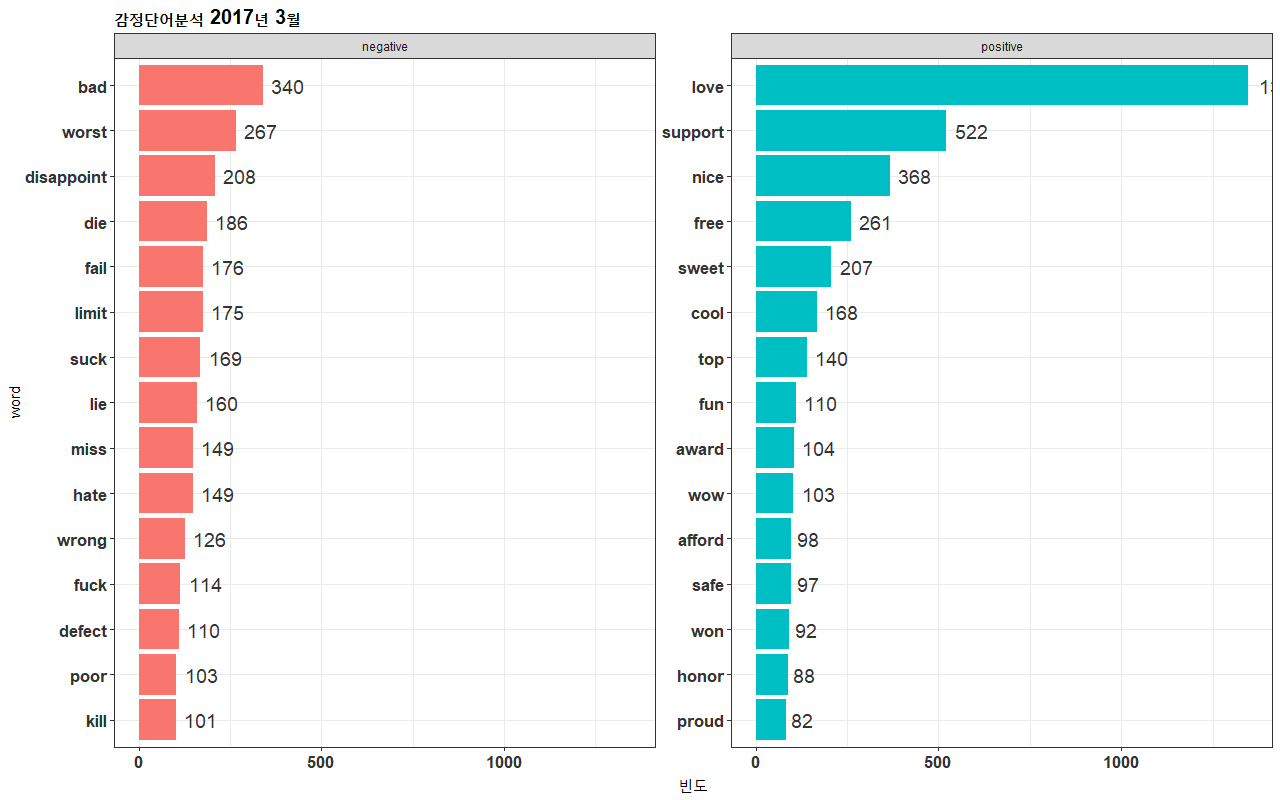 감정단어분석 2017년 3월
negative
positive
word
bad 340
worst 267
disappoint 208
die 186
fail 176
limit 175
suck 169
lie 160
miss 149
hate 149
wrong 126
fuck 114
defect 110
poor 103
kill 101
0 500 1000
love
support 522
nice 368
free 261
sweet 207
cool 168
top 140
fun 110
award 104
wow 103
afford 98
safe 97
won 92
honor 88
proud 82
0 500 1000
빈도